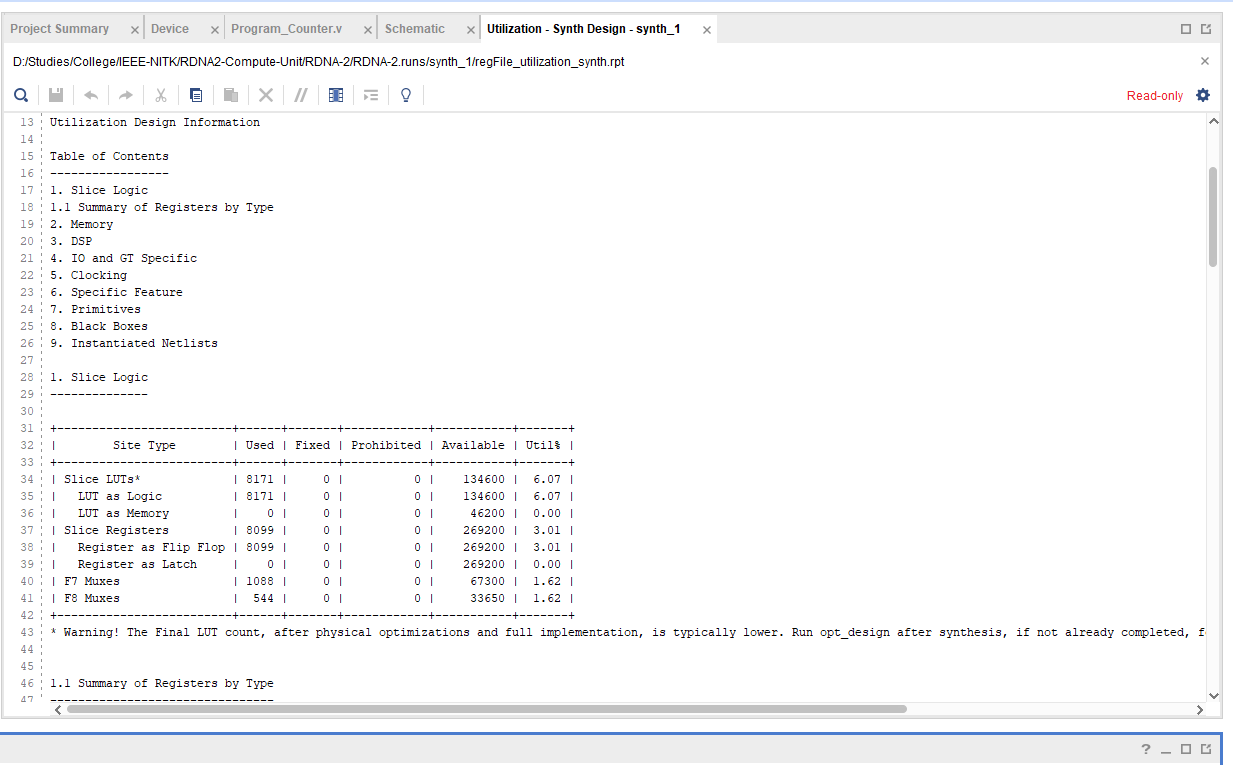 Project Summary Device Program_Counter.v Schematic Utilization - Synth Design - synth_1
D:/Studies/College/IEEE-NITK/RDNA2-Compute-Unit/RDNA-2/RDNA-2.runs/synth_1/regFile_utilization_synth.rpt
Read-only
13 Utilization Design Information
14
15 Table of Contents
16 -----------------
17 1. Slice Logic
18 1.1 Summary of Registers by Type
19 2. Memory
20 3. DSP
21 4. IO and GT Specific
22 5. Clocking
23 6. Specific Feature
24 7. Primitives
25 8. Black Boxes
26 9. Instantiated Netlists
27
28 1. Slice Logic
29 --------------
30
31 +-------------------------+------+-------+------------+-----------+-------+
32 |        Site Type        | Used | Fixed | Prohibited | Available | Util% |
33 +-------------------------+------+-------+------------+-----------+-------+
34 | Slice LUTs*             | 8171 |     0 |          0 |    134600 |  6.07 |
35 |   LUT as Logic          | 8171 |     0 |          0 |    134600 |  6.07 |
36 |   LUT as Memory         |    0 |     0 |          0 |     46200 |  0.00 |
37 | Slice Registers         | 8099 |     0 |          0 |    269200 |  3.01 |
38 |   Register as Flip Flop | 8099 |     0 |          0 |    269200 |  3.01 |
39 |   Register as Latch     |    0 |     0 |          0 |    269200 |  0.00 |
40 | F7 Muxes                | 1088 |     0 |          0 |     67300 |  1.62 |
41 | F8 Muxes                |  544 |     0 |          0 |     33650 |  1.62 |
42 +-------------------------+------+-------+------------+-----------+-------+
43 * Warning! The Final LUT count, after physical optimizations and full implementation, is typically lower. Run opt_design after synthesis, if not already completed, f
44
45
46 1.1 Summary of Registers by Type
47 --------------------------------